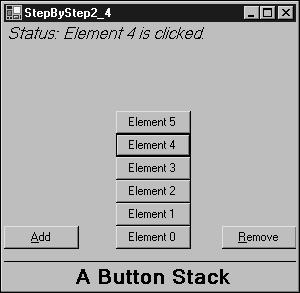 StepByStep2_4
Status: Element 4 is clicked.
Element 5
Element 4
Element 3
Element 2
Element 1
Add Element 0 Remove
A Button Stack